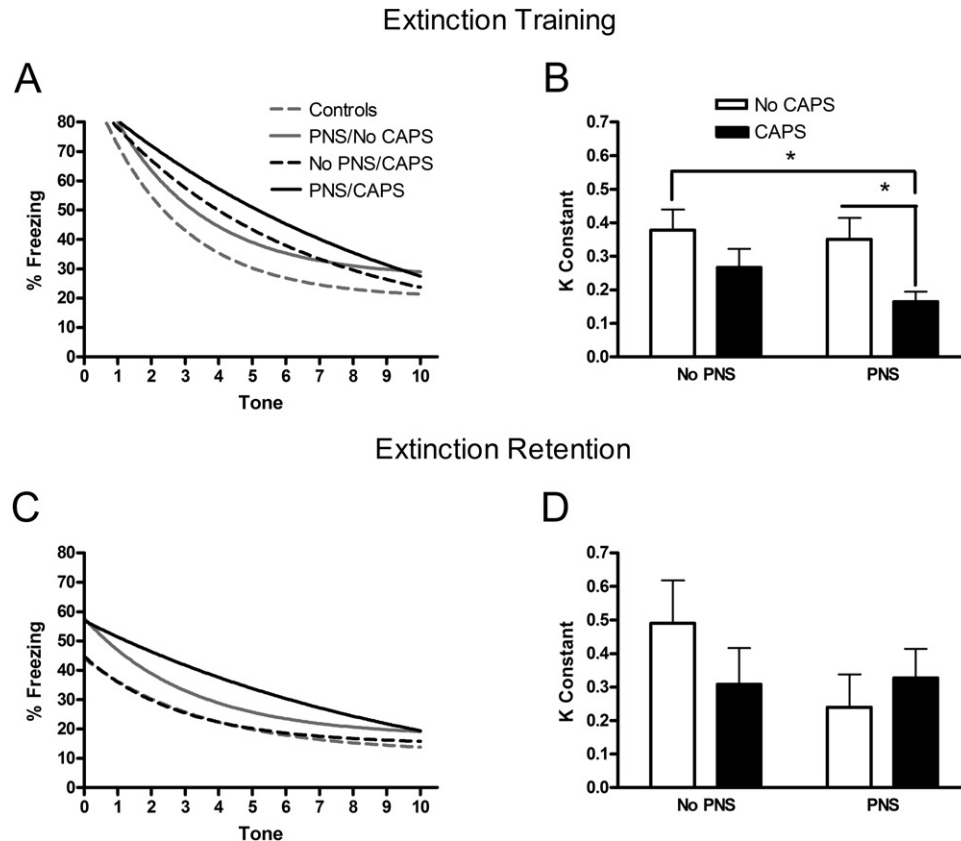 Extinction Training
A
Controls
PNS/No CAPS
No PNS/CAPS
PNS/CAPS
% Freezing
80
70
60
50
40
30
20
10
0
0 1 2 3 4 5 6 7 8 9 10
Tone
B
No CAPS
CAPS
K Constant
0.7
0.6
0.5
0.4
0.3
0.2
0.1
0.0
*
*
No PNS PNS
Extinction Retention
C
% Freezing
80
70
60
50
40
30
20
10
0
0 1 2 3 4 5 6 7 8 9 10
Tone
D
K Constant
0.7
0.6
0.5
0.4
0.3
0.2
0.1
0.0
No PNS PNS